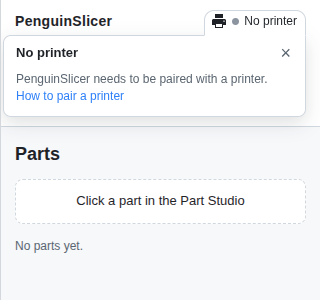 PenguinSlicer
No printer
No printer
×
PenguinSlicer needs to be paired with a printer.
How to pair a printer
Parts
Click a part in the Part Studio
No parts yet.